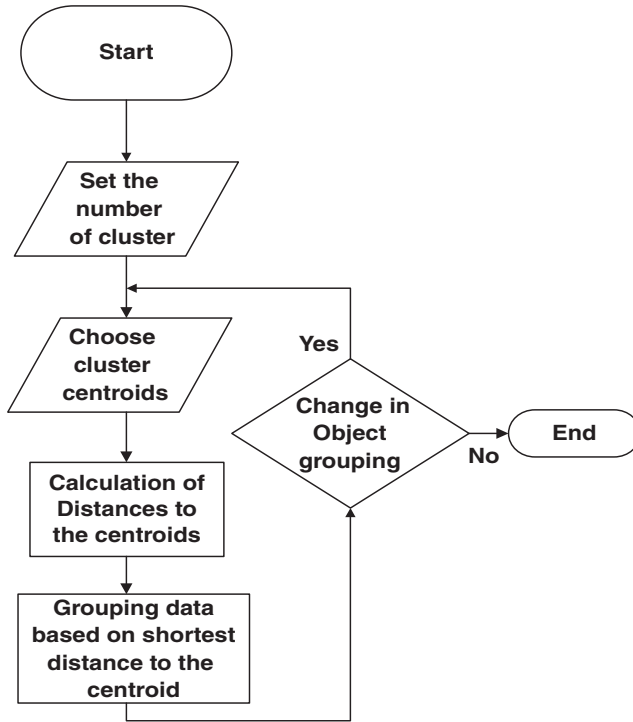 Start
Set the
number
of cluster
Choose
cluster
centroids
Calculation of
Distances to
the centroids
Grouping data
based on shortest
distance to the
centroid
Yes
Change in
Object
grouping
No
End